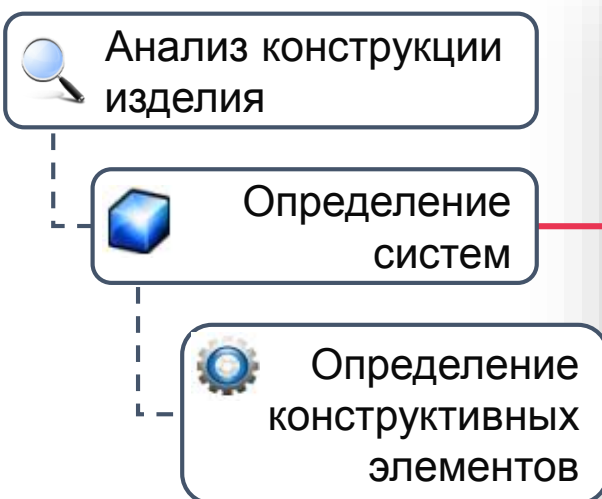 Анализ конструкции
изделия
Определение
систем
Определение
конструктивных
элементов